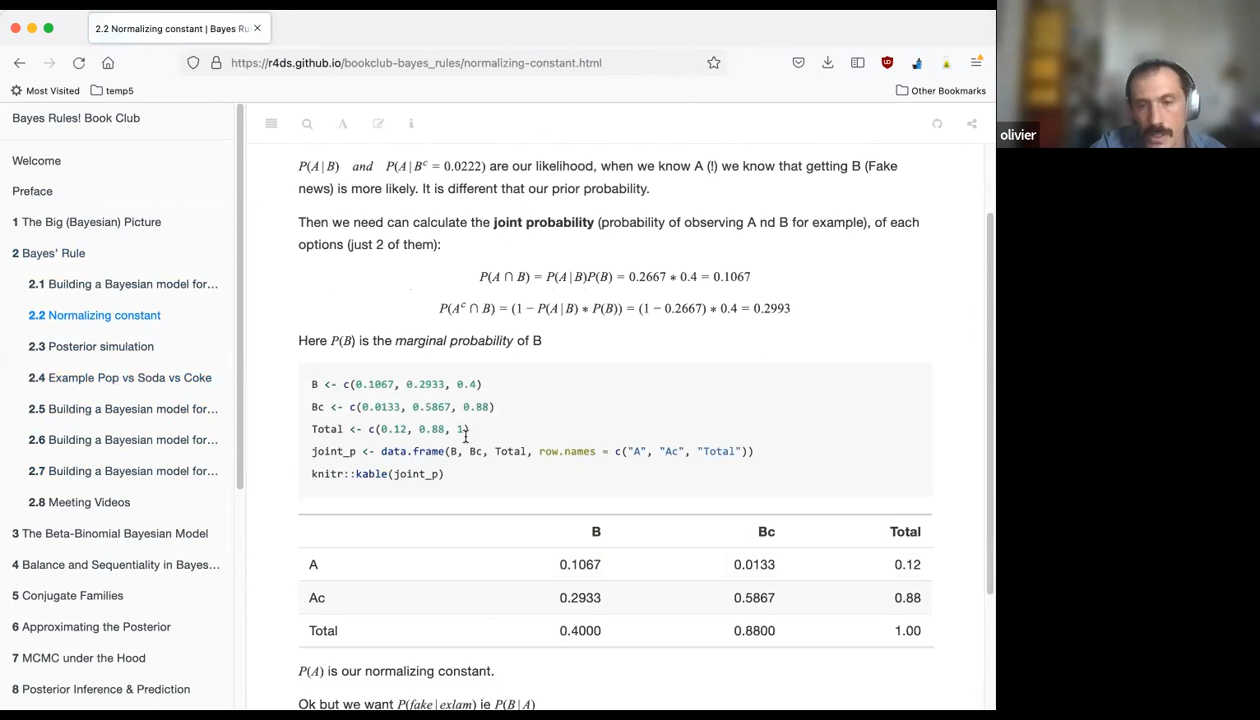 2.2 Normalizing constant | Bayes Ru
https://r4ds.github.io/bookclub-bayes_rules/normalizing-constant.html
Most Visited temp5 Other Bookmarks
olivier
Bayes Rules! Book Club
Welcome
Preface
1 The Big (Bayesian) Picture
2 Bayes' Rule
2.1 Building a Bayesian model for...
2.2 Normalizing constant
2.3 Posterior simulation
2.4 Example Pop vs Soda vs Coke
2.5 Building a Bayesian model for...
2.6 Building a Bayesian model for...
2.7 Building a Bayesian model for...
2.8 Meeting Videos
3 The Beta-Binomial Bayesian Model
4 Balance and Sequentiality in Bayes...
5 Conjugate Families
6 Approximating the Posterior
7 MCMC under the Hood
8 Posterior Inference & Prediction
P(A|B) and P(A|Bᶜ = 0.0222) are our likelihood, when we know A (!) we know that getting B (Fake
news) is more likely. It is different that our prior probability.
Then we need can calculate the joint probability (probability of observing A nd B for example), of each
options (just 2 of them):
P(A ∩ B) = P(A|B)P(B) = 0.2667 * 0.4 = 0.1067
P(Aᶜ ∩ B) = (1 − P(A|B) * P(B)) = (1 − 0.2667) * 0.4 = 0.2993
Here P(B) is the marginal probability of B
B <- c(0.1067, 0.2933, 0.4)
Bc <- c(0.0133, 0.5867, 0.88)
Total <- c(0.12, 0.88, 1)
joint_p <- data.frame(B, Bc, Total, row.names = c("A", "Ac", "Total"))
knitr::kable(joint_p)
B Bc Total
A 0.1067 0.0133 0.12
Ac 0.2933 0.5867 0.88
Total 0.4000 0.8800 1.00
P(A) is our normalizing constant.
Ok but we want P(fake|exlam) ie P(B|A)